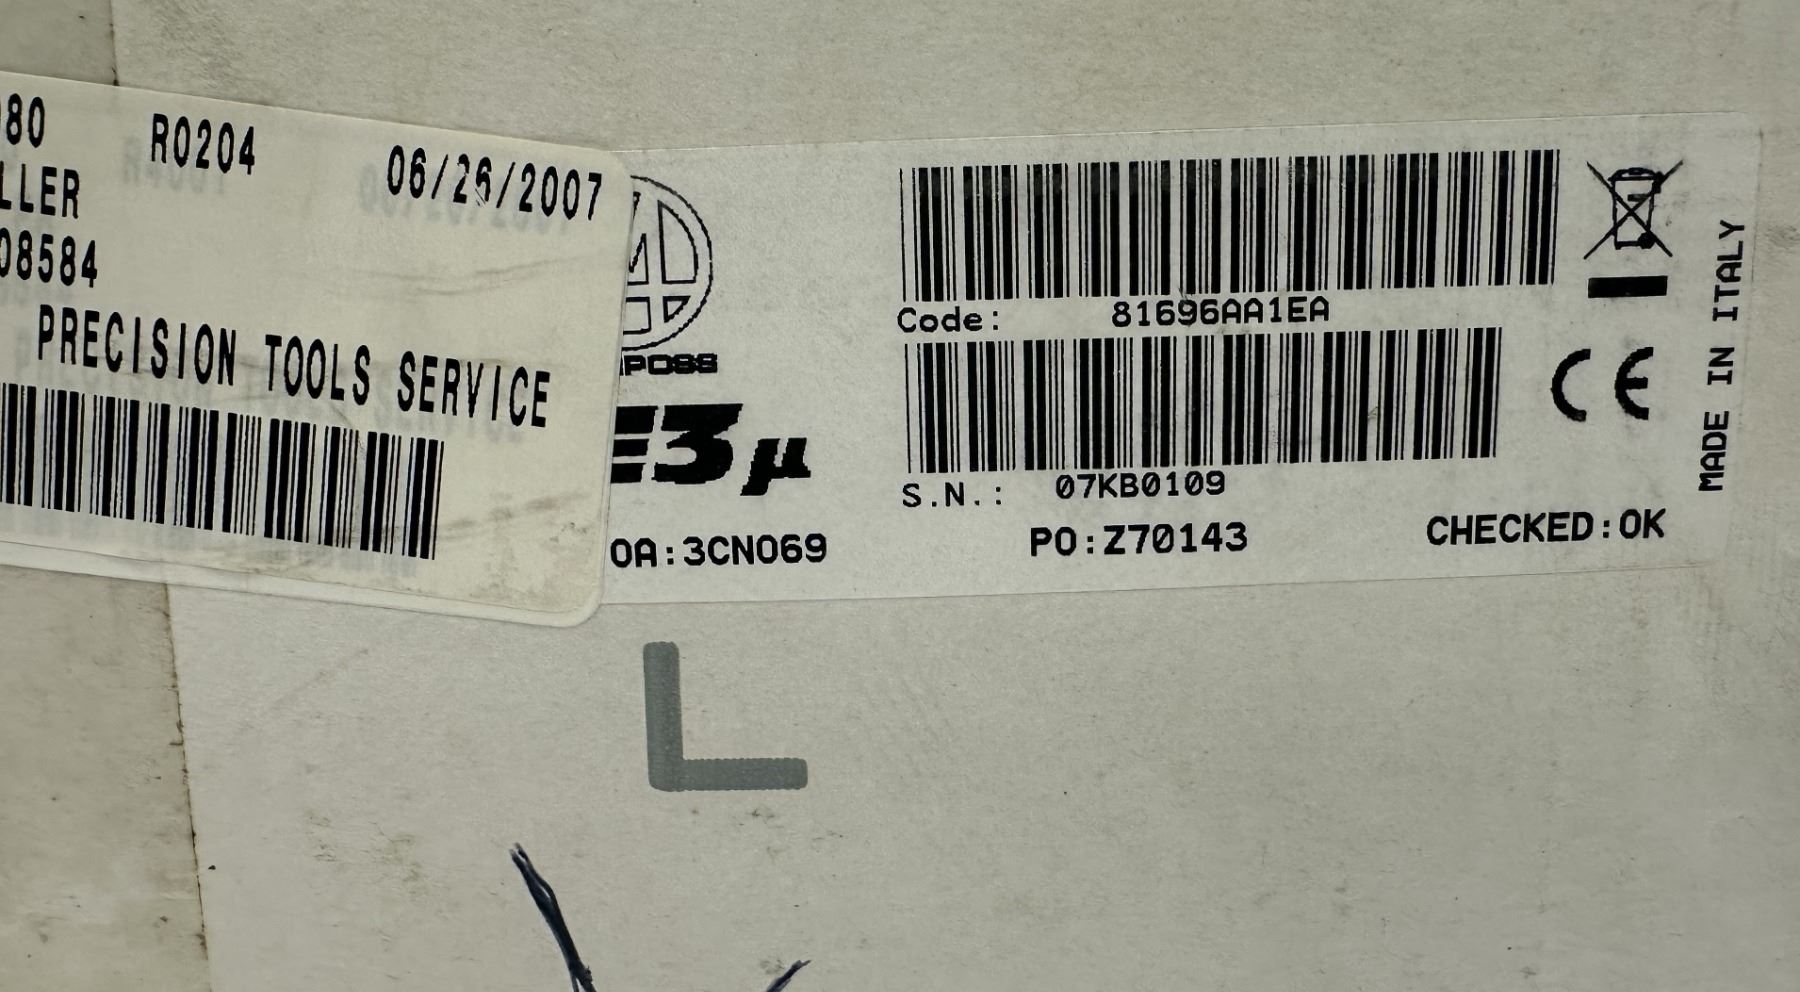 80 R0204 06/26/2007
LLER
08584
PRECISION TOOLS SERVICE
M
POSS
E3µ
OA:3CN069
Code: 81696AA1EA
S.N.: 07KB0109
PO:Z70143
CHECKED:OK
CE
MADE IN ITALY
L